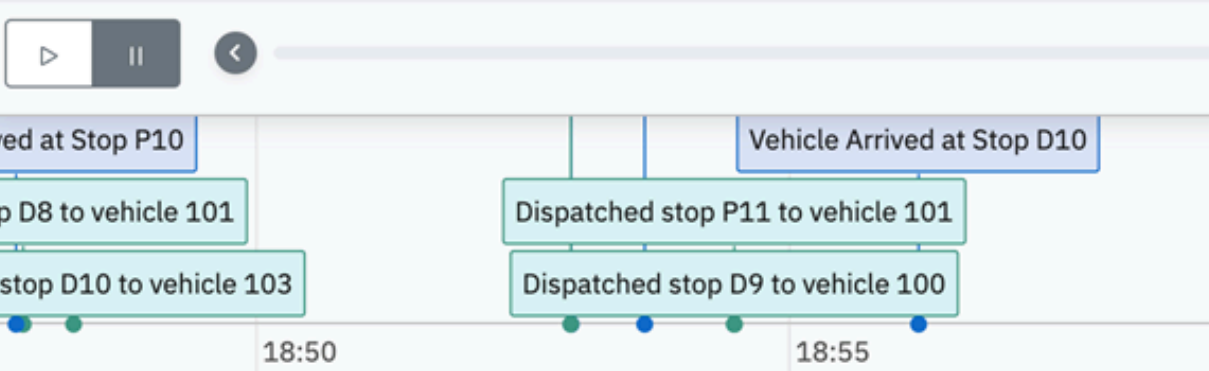 ed at Stop P10
Vehicle Arrived at Stop D10
p D8 to vehicle 101
Dispatched stop P11 to vehicle 101
stop D10 to vehicle 103
Dispatched stop D9 to vehicle 100
18:50
18:55